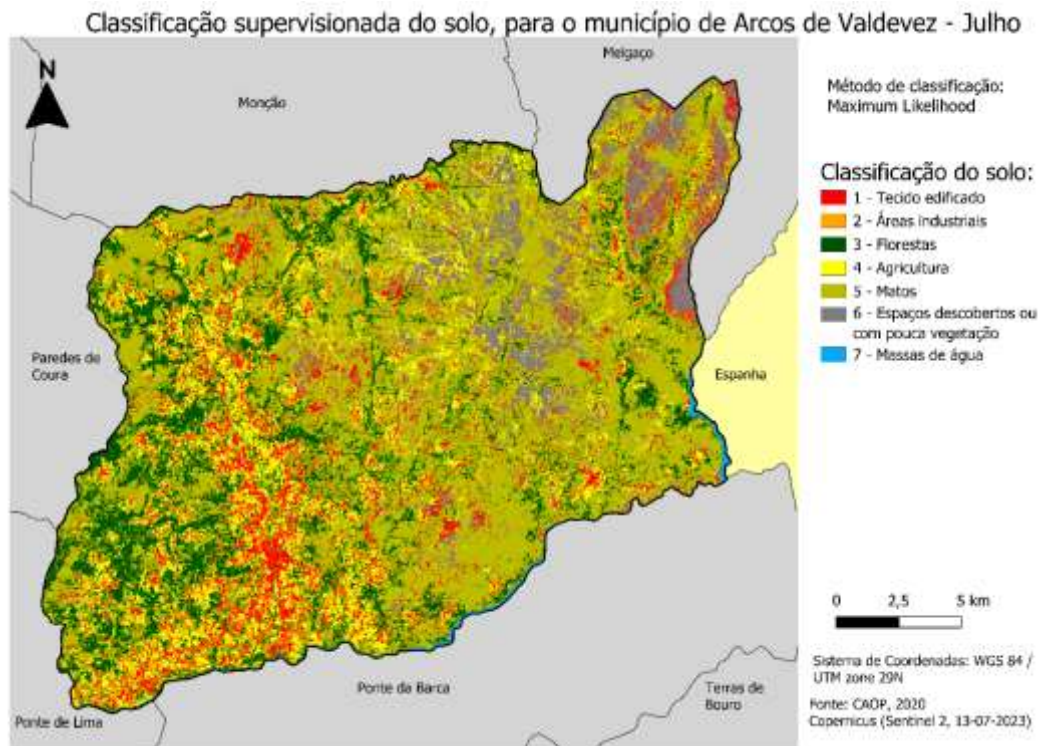 Classificação supervisionada do solo, para o município de Arcos de Valdevez - Julho
Melgaço
N
Monção
Método de classificação:
Maximum Likelihood
Classificação do solo:
1 - Tecido edificado
2 - Áreas industriais
3 - Florestas
4 - Agricultura
5 - Matos
6 - Espaços descobertos ou
com pouca vegetação
7 - Massas de água
Paredes de
Coura
Espanha
0 2,5 5 km
Sistema de Coordenadas: WGS 84 /
UTM zone 29N
Ponte da Barca
Terras de
Bouro
Ponte de Lima
Fonte: CAOP, 2020
Copernicus (Sentinel 2, 13-07-2023)